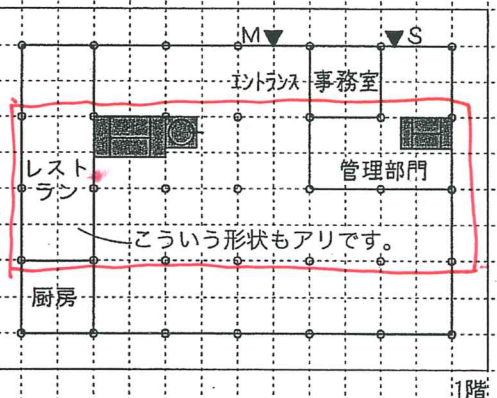 M▼ ▼S
エントランス 事務室
レスト
ラン
管理部門
こういう形状もアリです。
厨房
1階